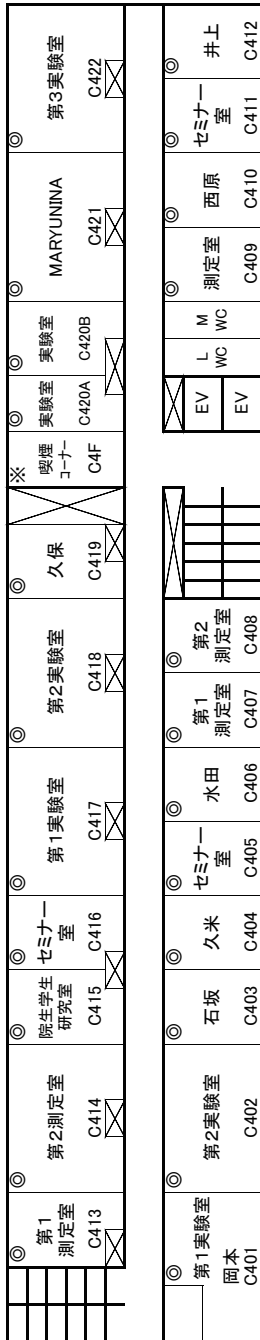 ◎
第3実験室
C422
◎
MARYUNINA
C421
◎
実験室
C420B
◎
実験室
C420A
※
喫煙
コーナー
C4F
◎
久保
C419
◎
第2実験室
C418
◎
第1実験室
C417
◎
セミナー
室
C416
◎
院生学生
研究室
C415
◎
第2測定室
C414
◎
第1
測定室
C413
◎
井上
C412
◎
セミナー
室
C411
◎
西原
C410
◎
測定室
C409
M
WC
L
WC
EV
EV
◎
第2
測定室
C408
◎
第1
測定室
C407
◎
水田
C406
◎
セミナー
室
C405
◎
久米
C404
◎
石坂
C403
◎
第2実験室
C402
◎
第1実験室
岡本
C401